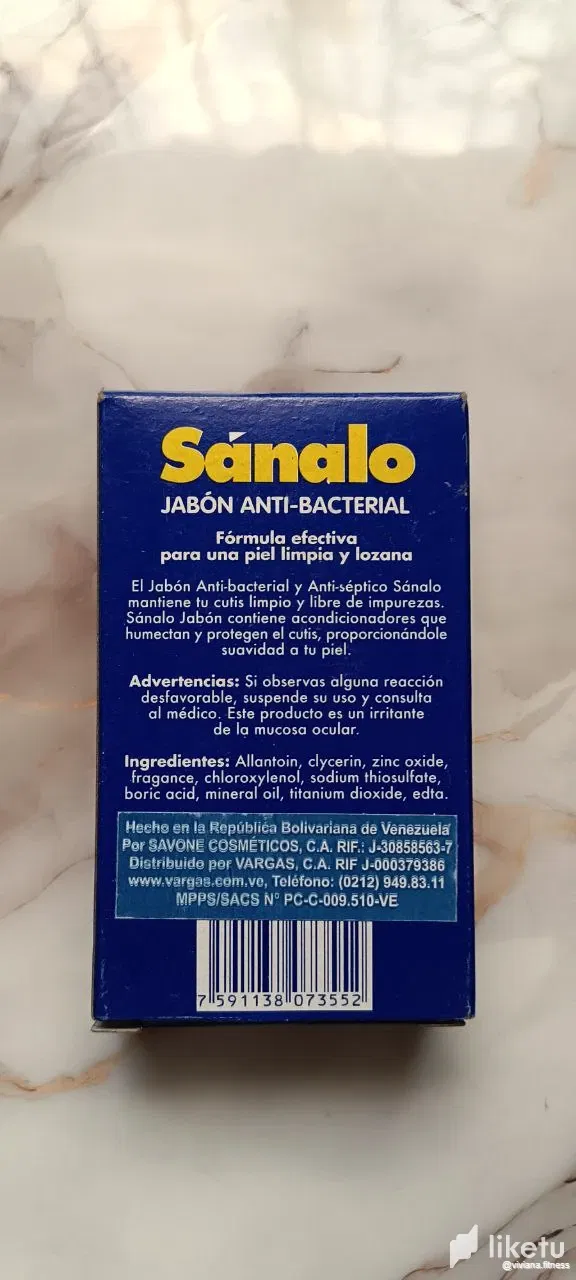 Sánalo
JABÓN ANTI-BACTERIAL
Fórmula efectiva
para una piel limpia y lozana
El Jabón Anti-bacterial y Anti-séptico Sánalo
mantiene tu cutis limpio y libre de impurezas.
Sánalo Jabón contiene acondicionadores que
humectan y protegen el cutis, proporcionándole
suavidad a tu piel.
Advertencias: Si observas alguna reacción
desfavorable, suspende su uso y consulta
al médico. Este producto es un irritante
de la mucosa ocular.
Ingredientes: Allantoin, glycerin, zinc oxide,
fragance, chloroxylenol, sodium thiosulfate,
boric acid, mineral oil, titanium dioxide, edta.
Hecho en la República Bolivariana de Venezuela
Por SAVONE COSMÉTICOS, C.A. RIF.: J-30858563-7
Distribuido por VARGAS, C.A. RIF J-000379386
www.vargas.com.ve, Teléfono: (0212) 949.83.11
MPPS/SACS N° PC-C-009.510-VE
7 591138 073552
liketu
@viviana.fitness